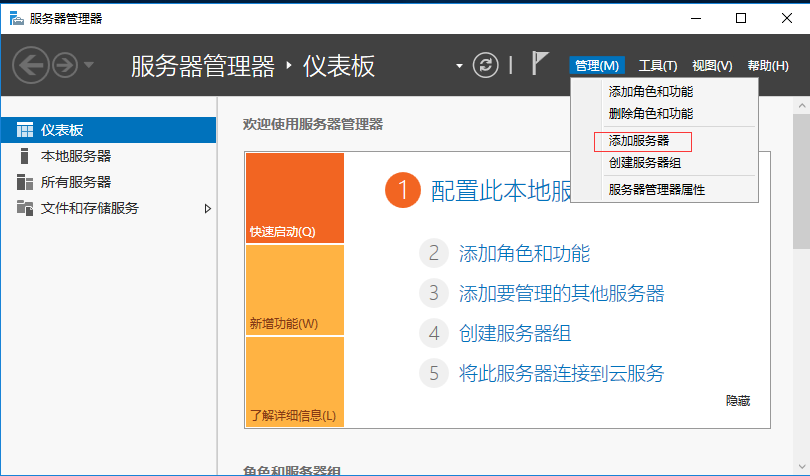 服务器管理器
服务器管理器 · 仪表板
管理(M) 工具(T) 视图(V) 帮助(H)
添加角色和功能
删除角色和功能
添加服务器
创建服务器组
服务器管理器属性
仪表板
本地服务器
所有服务器
文件和存储服务
欢迎使用服务器管理器
快速启动(Q)
新增功能(W)
了解详细信息(L)
1 配置此本地服
2 添加角色和功能
3 添加要管理的其他服务器
4 创建服务器组
5 将此服务器连接到云服务
隐藏
角色和服务器组